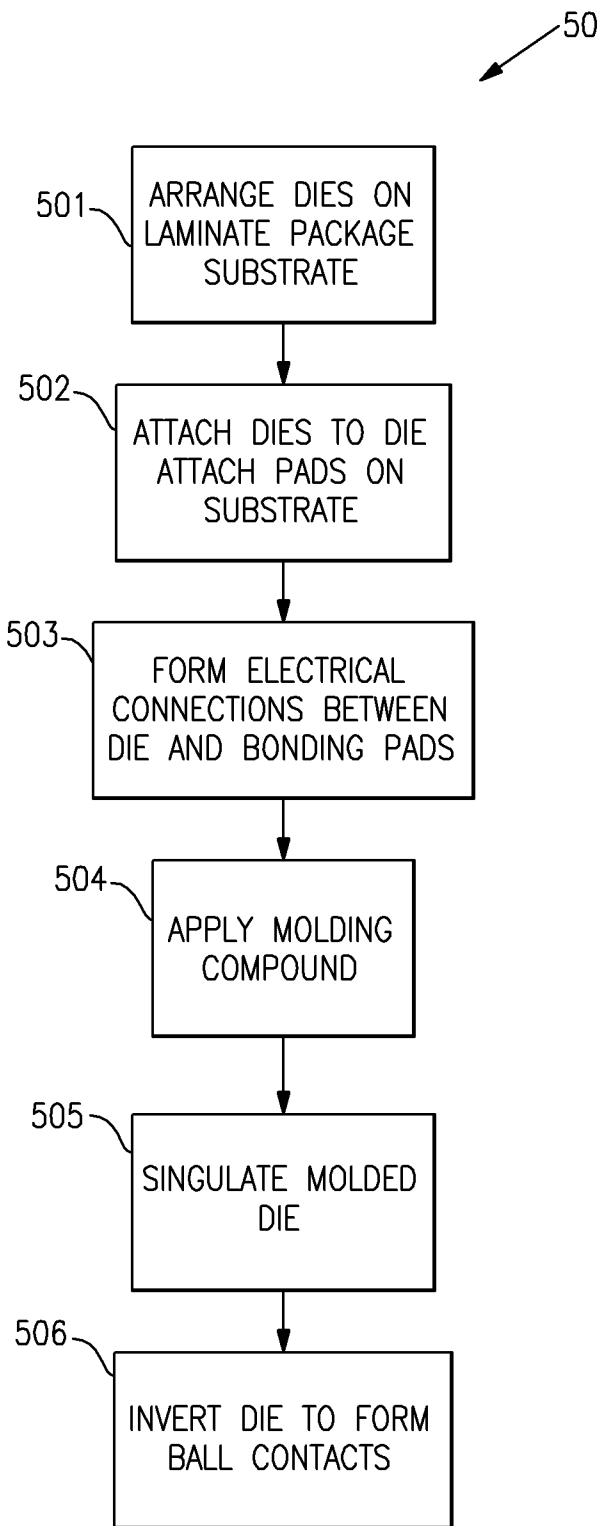 50
501
ARRANGE DIES ON
LAMINATE PACKAGE
SUBSTRATE
502
ATTACH DIES TO DIE
ATTACH PADS ON
SUBSTRATE
503
FORM ELECTRICAL
CONNECTIONS BETWEEN
DIE AND BONDING PADS
504
APPLY MOLDING
COMPOUND
505
SINGULATE MOLDED
DIE
506
INVERT DIE TO FORM
BALL CONTACTS